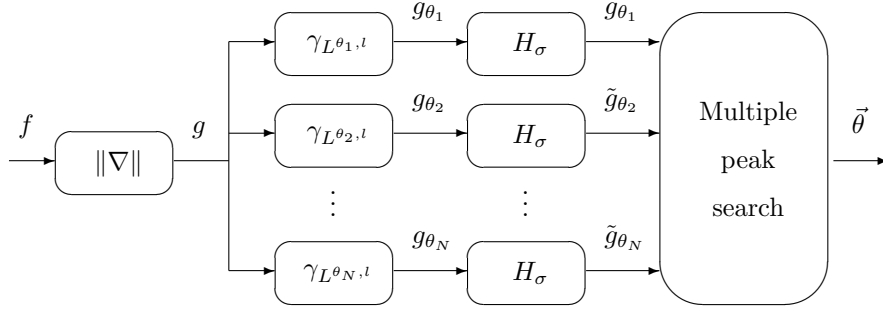 g_{θ_1} g_{θ_1}
γ_{L^{θ_1,l}} H_σ
f g g_{θ_2} g̃_{θ_2} Multiple θ⃗
‖∇‖ γ_{L^{θ_2,l}} H_σ peak
⋮ ⋮ search
g_{θ_N} g̃_{θ_N}
γ_{L^{θ_N,l}} H_σ